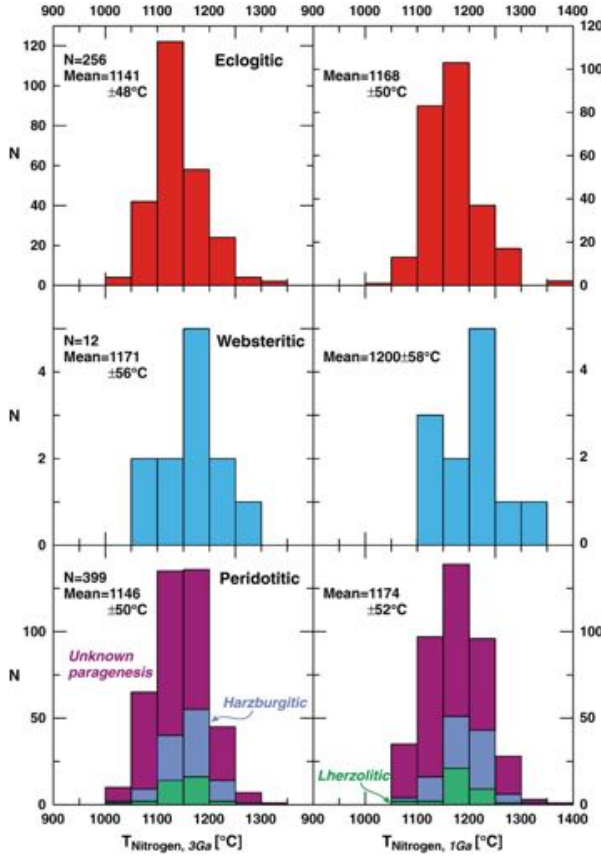 900 1000 1100 1200 1300
1000 1100 1200 1300 1400
120
100
80
60
40
20
0
N
N=256
Mean=1141
±48°C
Eclogitic
Mean=1168
±50°C
120
100
80
60
40
20
0
4
2
0
N
N=12
Mean=1171
±56°C
Websteritic
Mean=1200±58°C
4
2
0
100
50
0
N
N=399
Mean=1146
±50°C
Peridotitic
Unknown
paragenesis
Harzburgitic
Mean=1174
±52°C
Lherzolitic
100
50
0
900 1000 1100 1200 1300 900
1000 1100 1200 1300 1400
T Nitrogen, 3Ga [°C]
T Nitrogen, 1Ga [°C]